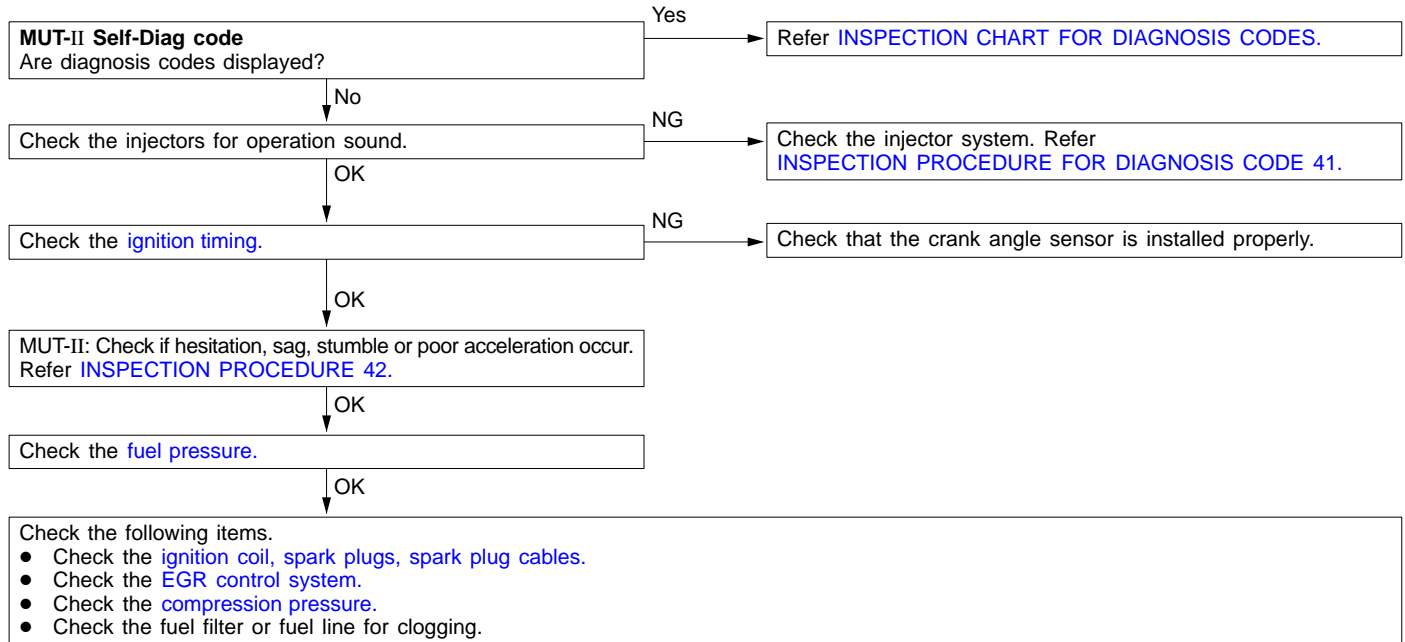 Yes
MUT-II Self-Diag code
Are diagnosis codes displayed?
Refer INSPECTION CHART FOR DIAGNOSIS CODES.
No
Check the injectors for operation sound.
NG
Check the injector system. Refer
INSPECTION PROCEDURE FOR DIAGNOSIS CODE 41.
OK
Check the ignition timing.
NG
Check that the crank angle sensor is installed properly.
OK
MUT-II: Check if hesitation, sag, stumble or poor acceleration occur.
Refer INSPECTION PROCEDURE 42.
OK
Check the fuel pressure.
OK
Check the following items.
● Check the ignition coil, spark plugs, spark plug cables.
● Check the EGR control system.
● Check the compression pressure.
● Check the fuel filter or fuel line for clogging.